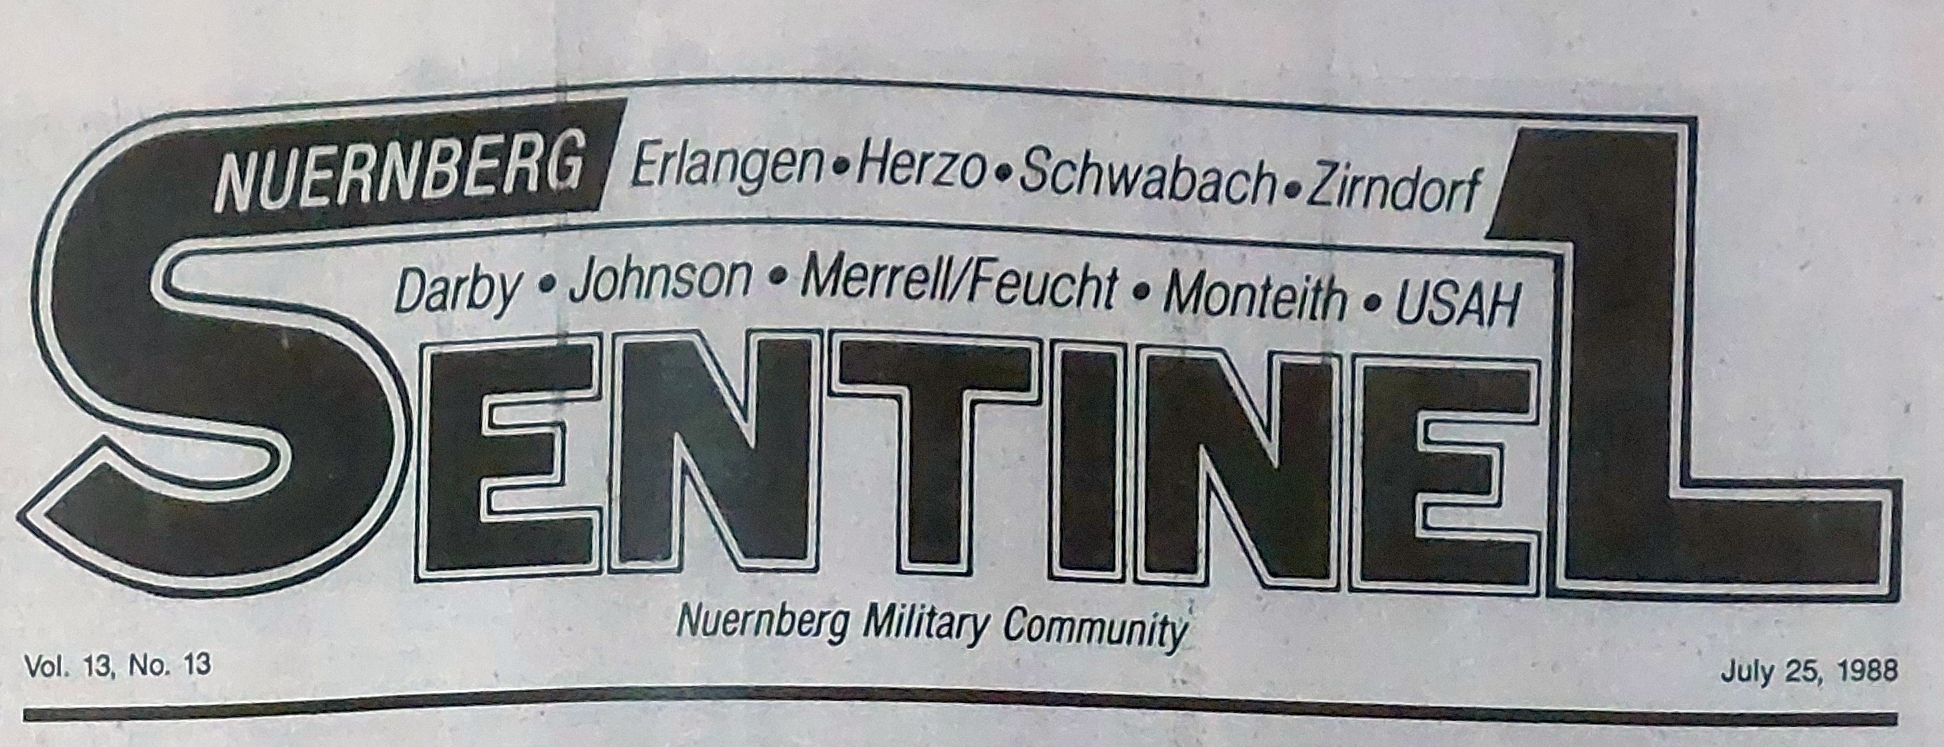 NUERNBERG Erlangen•Herzo•Schwabach•Zirndorf
Darby • Johnson • Merrell/Feucht • Monteith • USAH
SENTINEL
Nuernberg Military Community
Vol. 13, No. 13 July 25, 1988